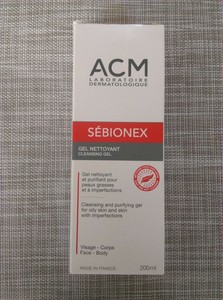 ACM
LABORATOIRE
DERMATOLOGIQUE
SÉBIONEX
GEL NETTOYANT
CLEANSING GEL
Gel nettoyant
et purifiant pour
peaux grasses
et à imperfections
Cleansing and purifying gel
for oily skin and skin
with imperfections
Visage - Corps
Face - Body
MADE IN FRANCE
200ml